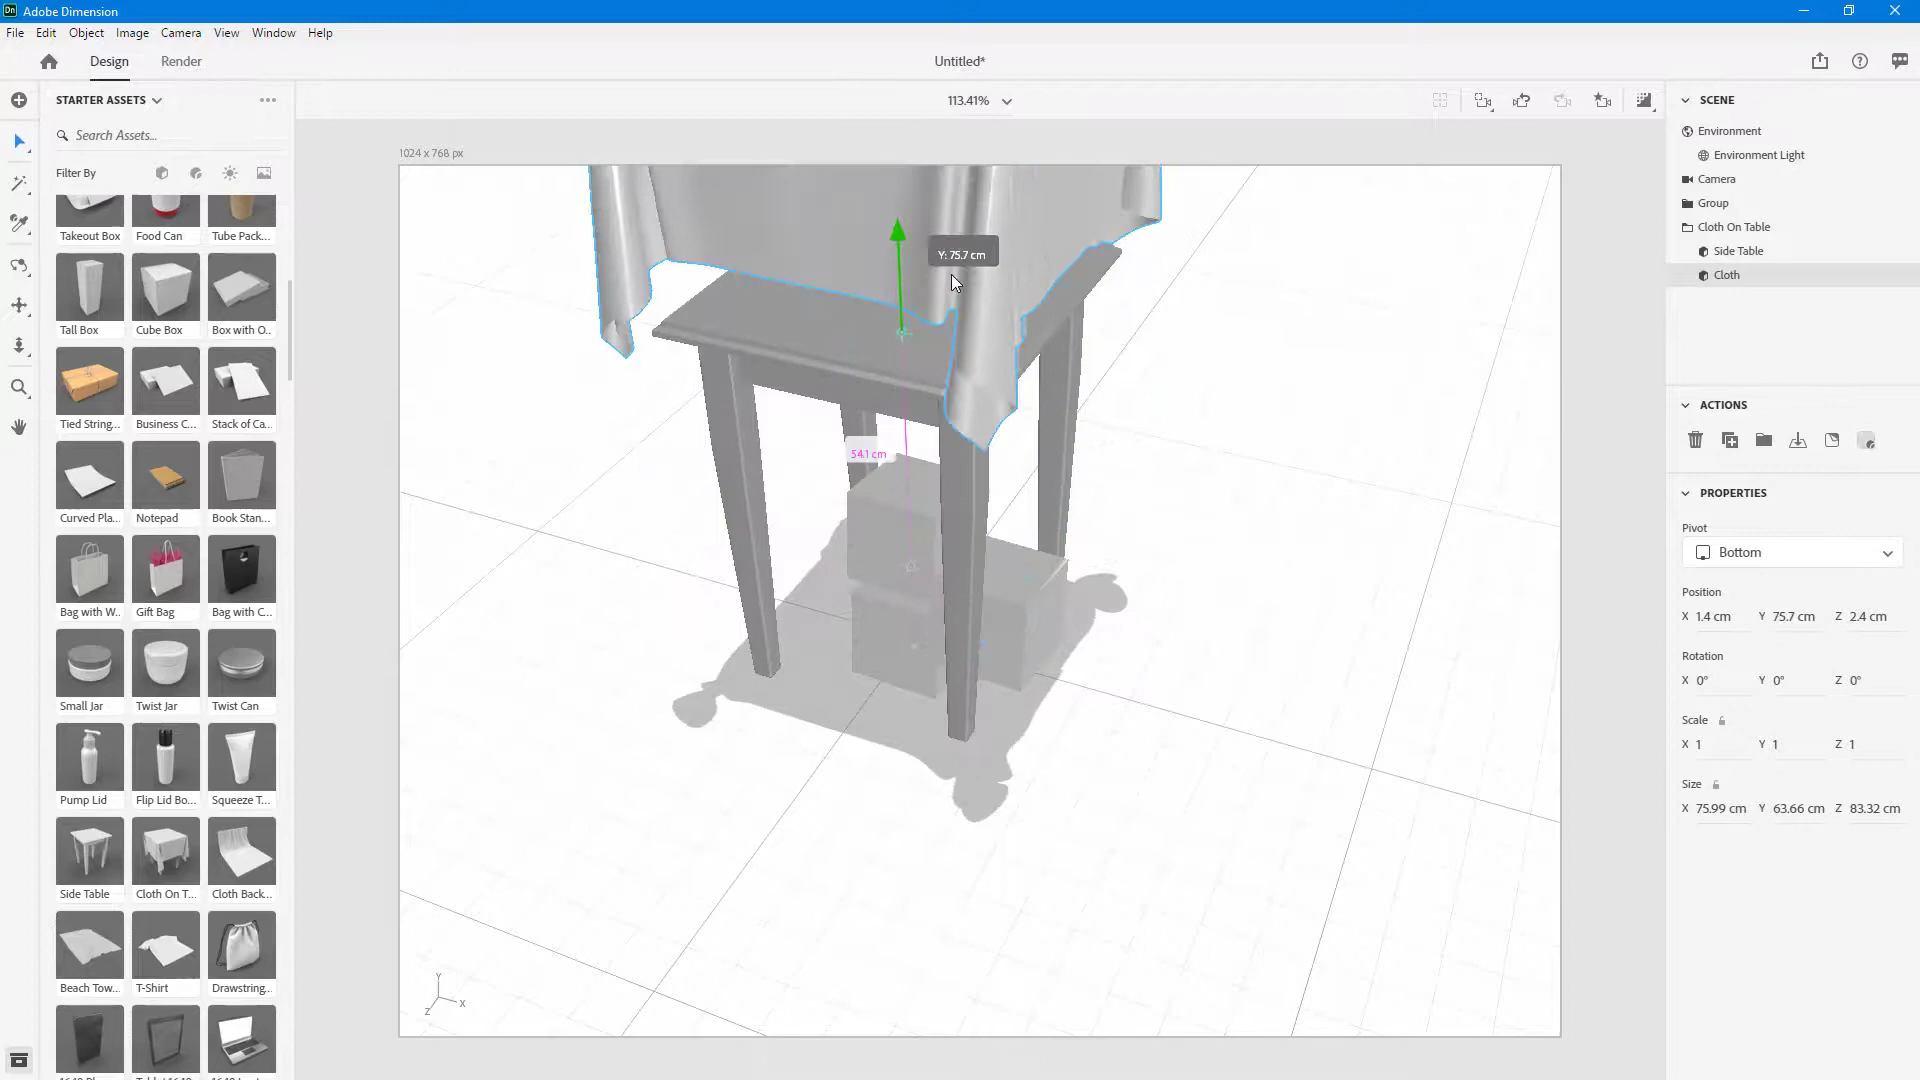 Dn Adobe Dimension
File Edit Object Image Camera View Window Help
Design Render Untitled*
STARTER ASSETS
Search Assets...
Filter By
Takeout Box Food Can Tube Pack...
Tall Box Cube Box Box with O...
Tied String... Business C... Stack of Ca...
Curved Pla... Notepad Book Stan...
Bag with W... Gift Bag Bag with C...
Small Jar Twist Jar Twist Can
Pump Lid Flip Lid Bo... Squeeze T...
Side Table Cloth On T... Cloth Back...
Beach Tow... T-Shirt Drawstring...
113.41%
1024 x 768 px
Y: 75.7 cm
54.1 cm
Y
Z X
SCENE
Environment
Environment Light
Camera
Group
Cloth On Table
Side Table
Cloth
ACTIONS
PROPERTIES
Pivot
Bottom
Position
X 1.4 cm Y 75.7 cm Z 2.4 cm
Rotation
X 0° Y 0° Z 0°
Scale
X 1 Y 1 Z 1
Size
X 75.99 cm Y 63.66 cm Z 83.32 cm